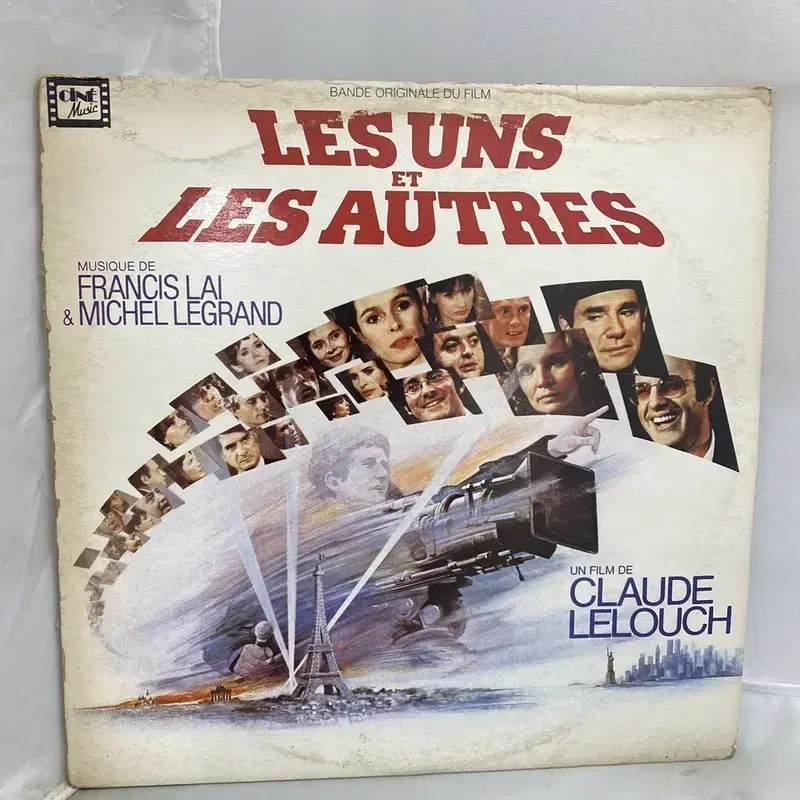 CINÉ
Music
BANDE ORIGINALE DU FILM
LES UNS
ET
LES AUTRES
MUSIQUE DE
FRANCIS LAI
& MICHEL LEGRAND
UN FILM DE
CLAUDE
LELOUCH